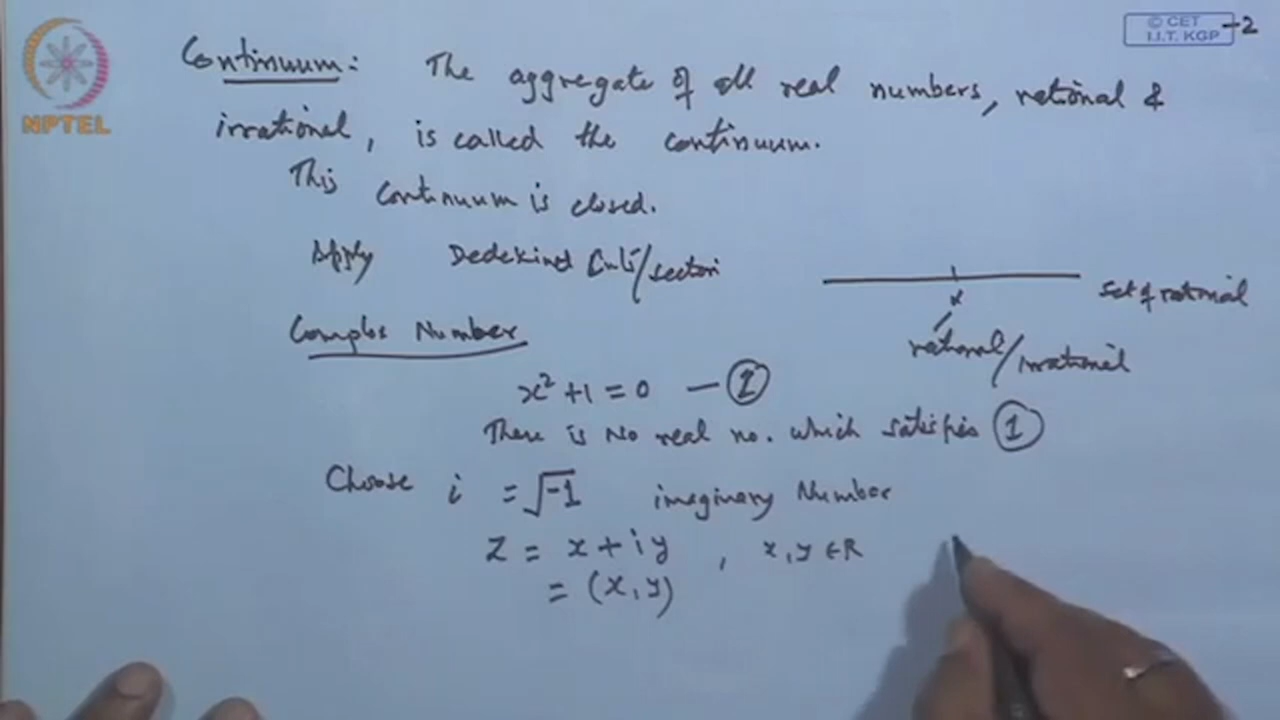 © CET
I.I.T. KGP -2
NPTEL
Continuum: The aggregate of all real numbers, rational &
irrational, is called the continuum.
This Continuum is closed.
Apply Dedekind Cuts/section
set of rational
x
rational/irrational
Complex Number
x² + 1 = 0 — ①
There is No real no. which satisfies ①
Choose i = √-1 imaginary Number
Z = x + iy , x, y ∈ R
= (x, y)